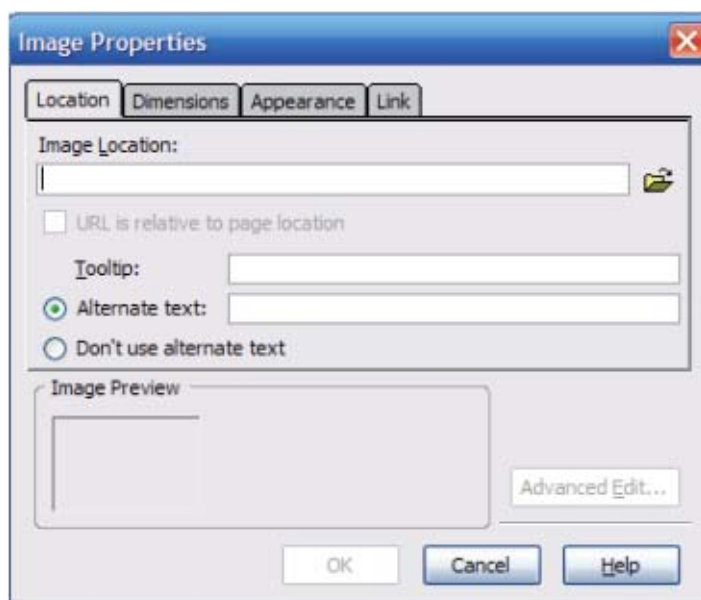 Image Properties
Location Dimensions Appearance Link
Image Location:
URL is relative to page location
Tooltip:
Alternate text:
Don't use alternate text
Image Preview
Advanced Edit...
OK Cancel Help